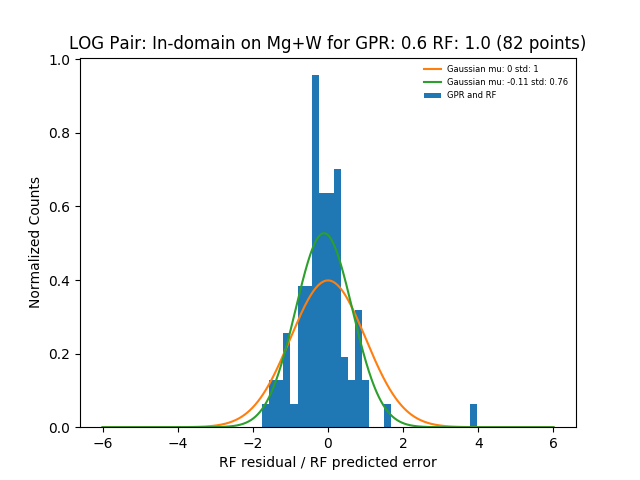 LOG Pair: In-domain on Mg+W for GPR: 0.6 RF: 1.0 (82 points)
Gaussian mu: 0 std: 1
Gaussian mu: -0.11 std: 0.76
GPR and RF
1.0
0.8
0.6
0.4
0.2
0.0
Normalized Counts
−6 −4 −2 0 2 4 6
RF residual / RF predicted error